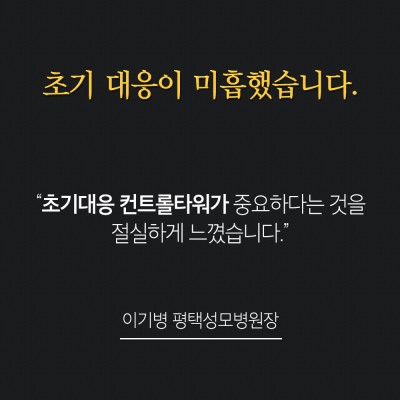 초기 대응이 미흡했습니다.
“초기대응 컨트롤타워가 중요하다는 것을
절실하게 느꼈습니다.”
이기병 평택성모병원장